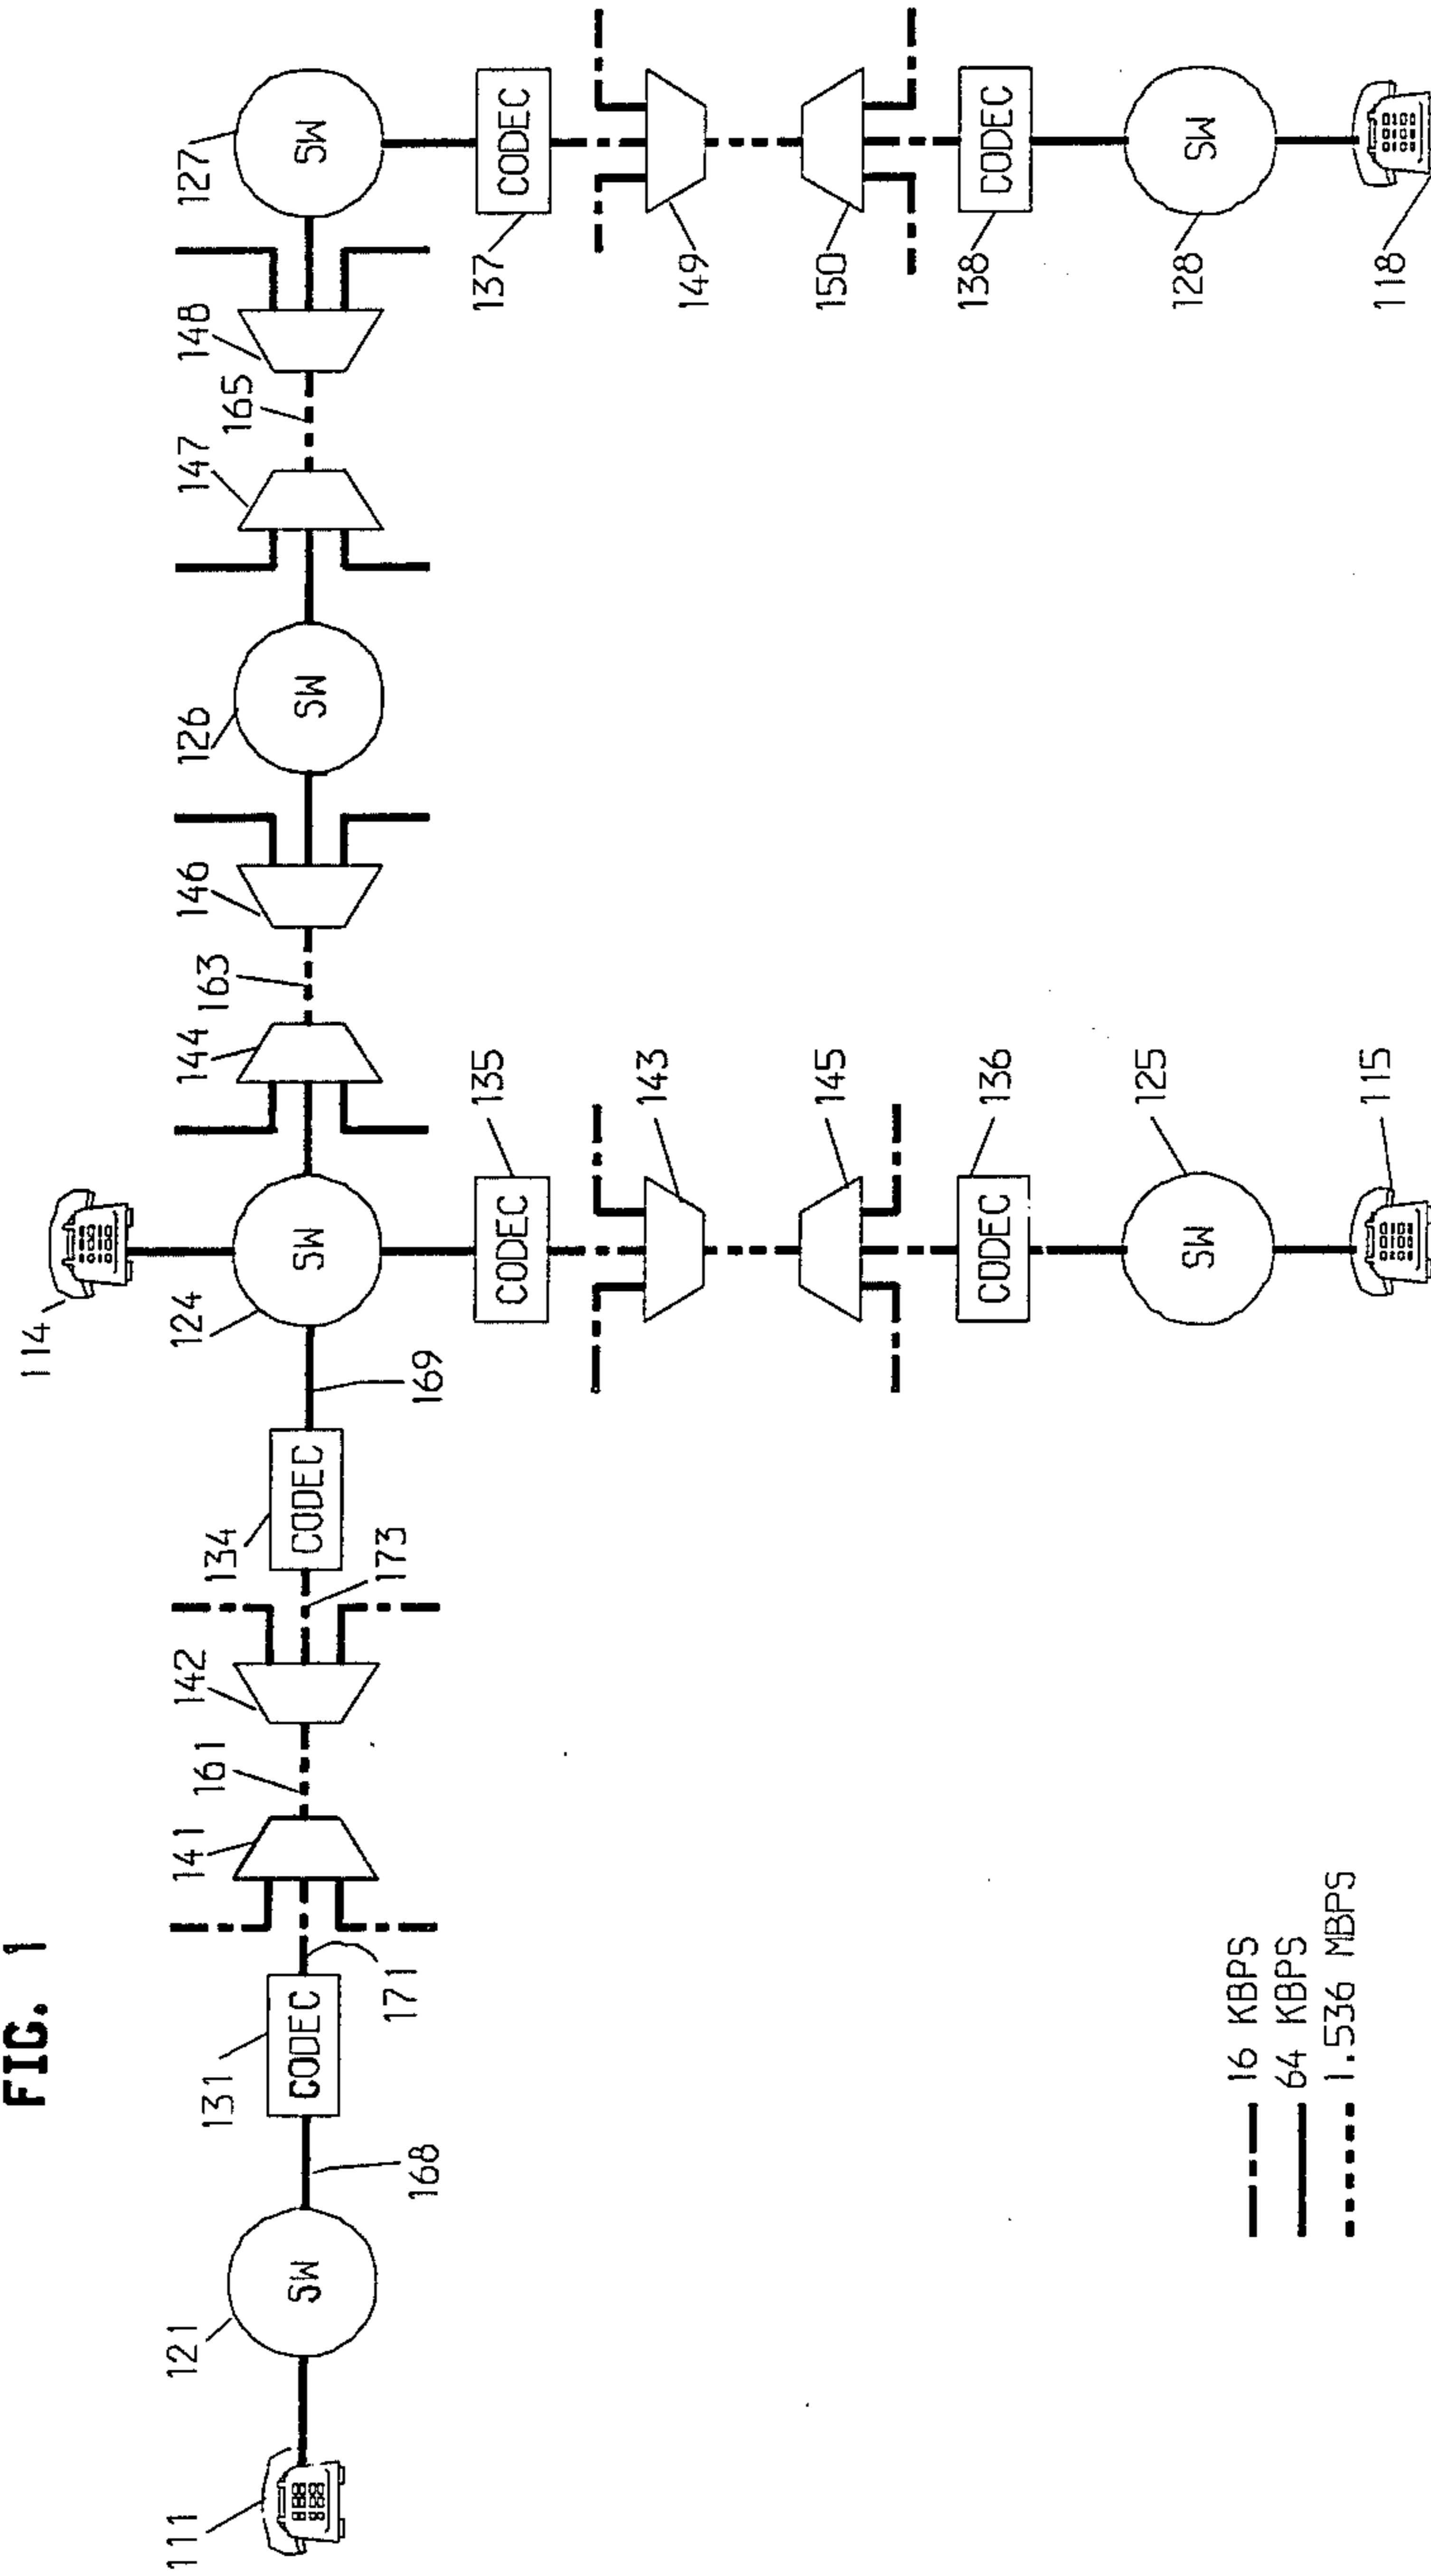 FIG. 1
111
121
SW
168
131
CODEC
171
141
161
142
173
134
CODEC
169
114
124
SW
135
CODEC
143
145
136
CODEC
125
SW
115
144
163
146
126
SW
147
165
148
127
SW
137
CODEC
149
150
138
CODEC
128
SW
118
16 KBPS
64 KBPS
1.536 MBPS